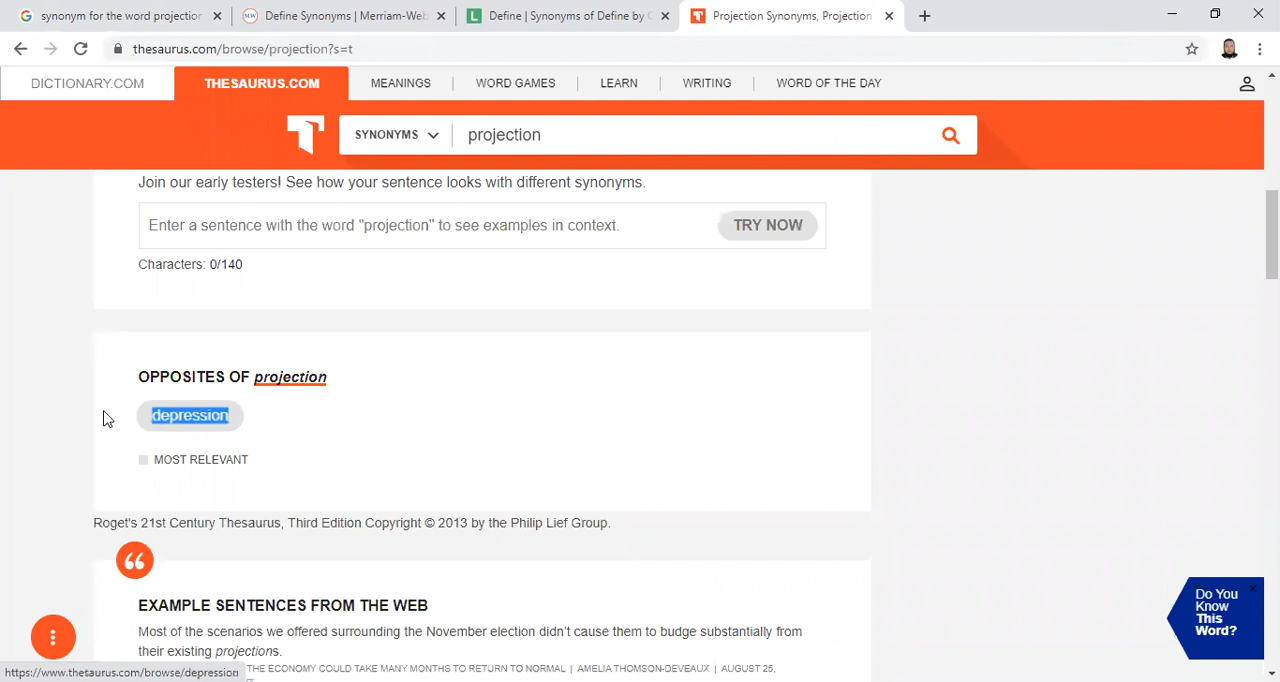 synonym for the word projection
Define Synonyms | Merriam-Web
Define | Synonyms of Define by
Projection Synonyms, Projection
thesaurus.com/browse/projection?s=t
DICTIONARY.COM
THESAURUS.COM
MEANINGS
WORD GAMES
LEARN
WRITING
WORD OF THE DAY
SYNONYMS
projection
Join our early testers! See how your sentence looks with different synonyms.
Enter a sentence with the word "projection" to see examples in context.
TRY NOW
Characters: 0/140
OPPOSITES OF projection
depression
MOST RELEVANT
Roget's 21st Century Thesaurus, Third Edition Copyright © 2013 by the Philip Lief Group.
EXAMPLE SENTENCES FROM THE WEB
Most of the scenarios we offered surrounding the November election didn't cause them to budge substantially from
their existing projections.
THE ECONOMY COULD TAKE MANY MONTHS TO RETURN TO NORMAL | AMELIA THOMSON-DEVEAUX | AUGUST 25,
Do You
Know
This
Word?
https://www.thesaurus.com/browse/depression